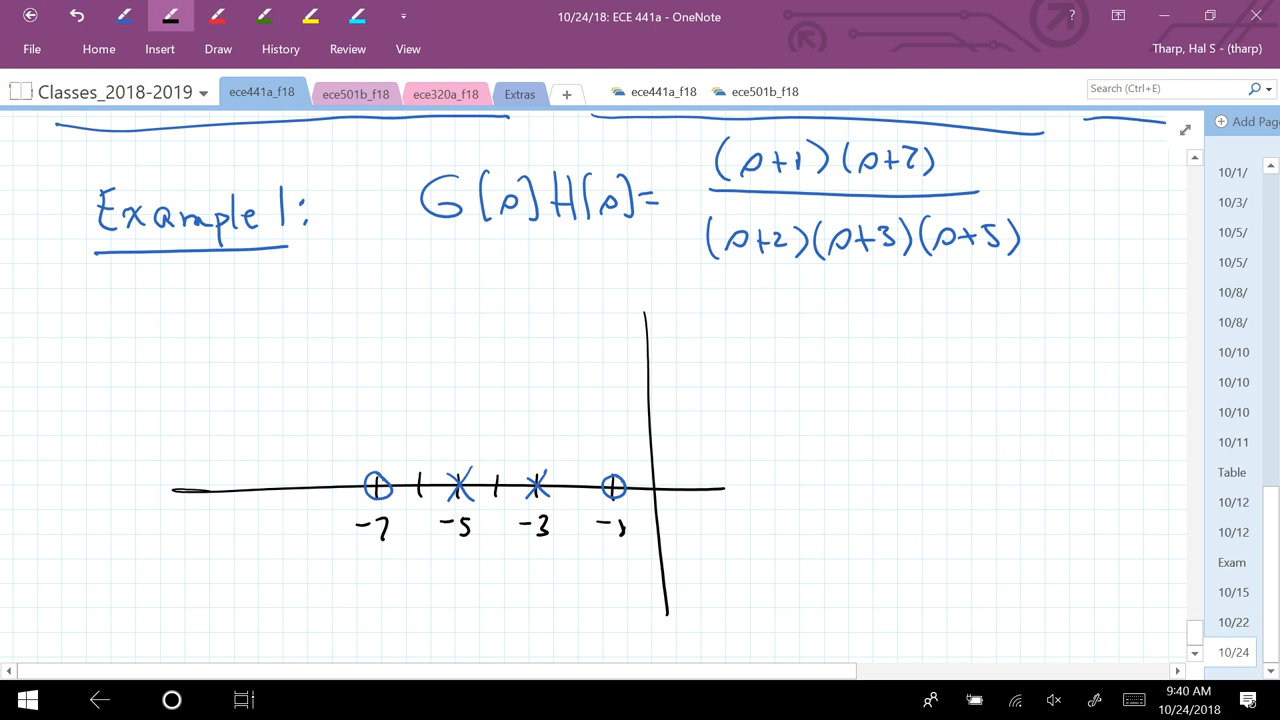 10/24/18: ECE 441a - OneNote
File Home Insert Draw History Review View
Tharp, Hal S - (tharp)
Classes_2018-2019 ece441a_f18 ece501b_f18 ece320a_f18 Extras ece441a_f18 ece501b_f18
Search (Ctrl+E)
Add Page
(s+1)(s+7)
Example 1: G(s)H(s)=
(s+2)(s+3)(s+5)
-7 -5 -3 -1
10/1/
10/3/
10/5/
10/5/
10/8/
10/8/
10/10
10/10
10/10
10/11
Table
10/12
10/12
Exam
10/15
10/22
10/24
9:40 AM
10/24/2018